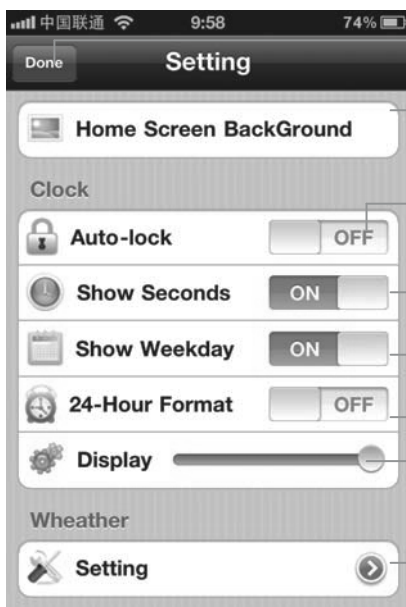 中国联通 9:58 74%
Done Setting
Home Screen BackGround
Clock
Auto-lock OFF
Show Seconds ON
Show Weekday ON
24-Hour Format OFF
Display
Wheather
Setting